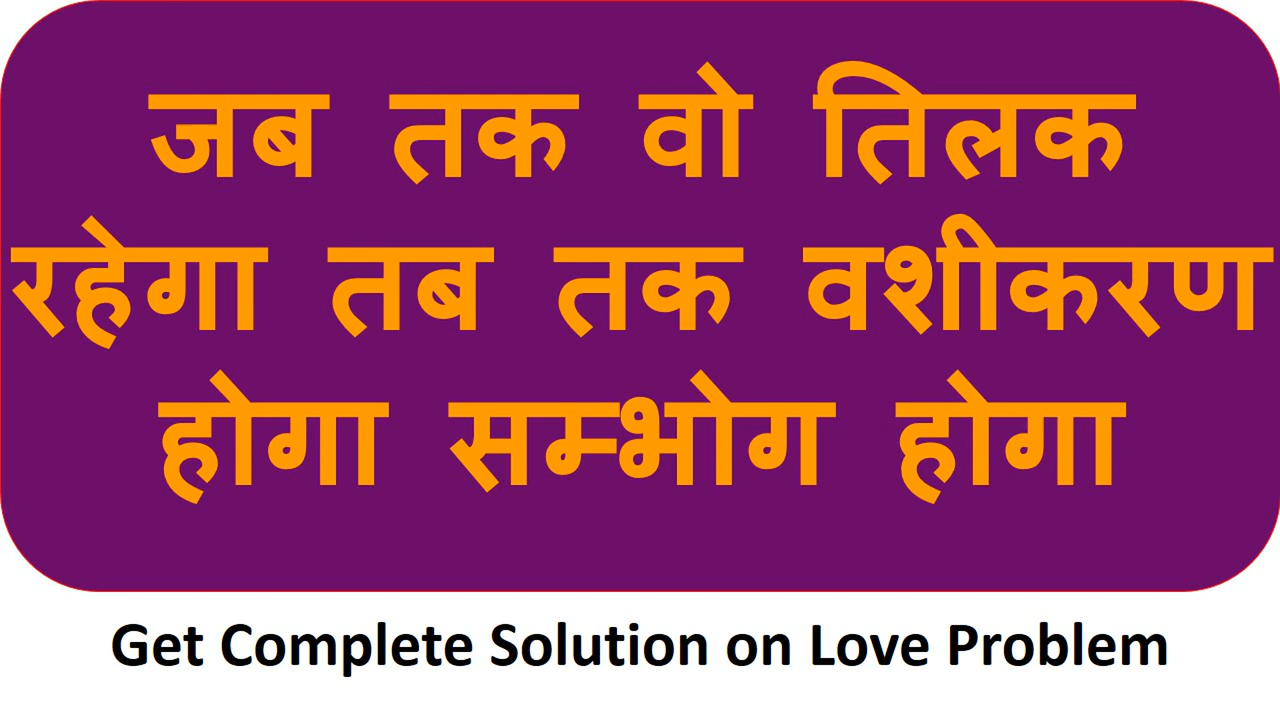 जब तक वो तिलक
रहेगा तब तक वशीकरण
होगा सम्भोग होगा
Get Complete Solution on Love Problem